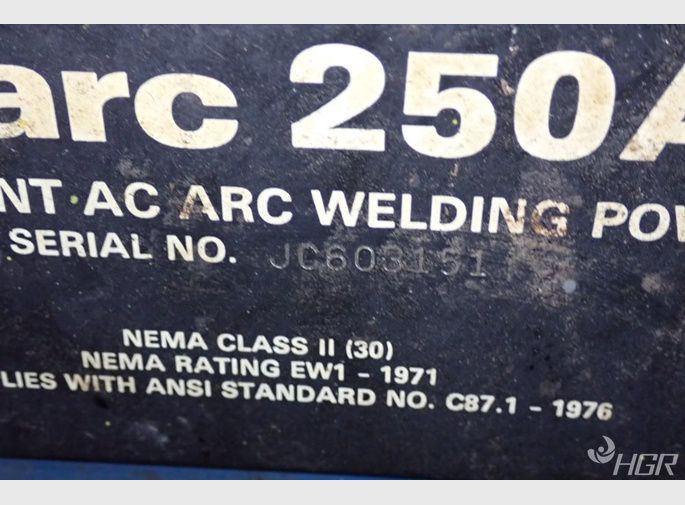 arc 250A
NT AC ARC WELDING POW
SERIAL NO. JC603151
NEMA CLASS II (30)
NEMA RATING EW1 - 1971
LIES WITH ANSI STANDARD NO. C87.1 - 1976
HGR